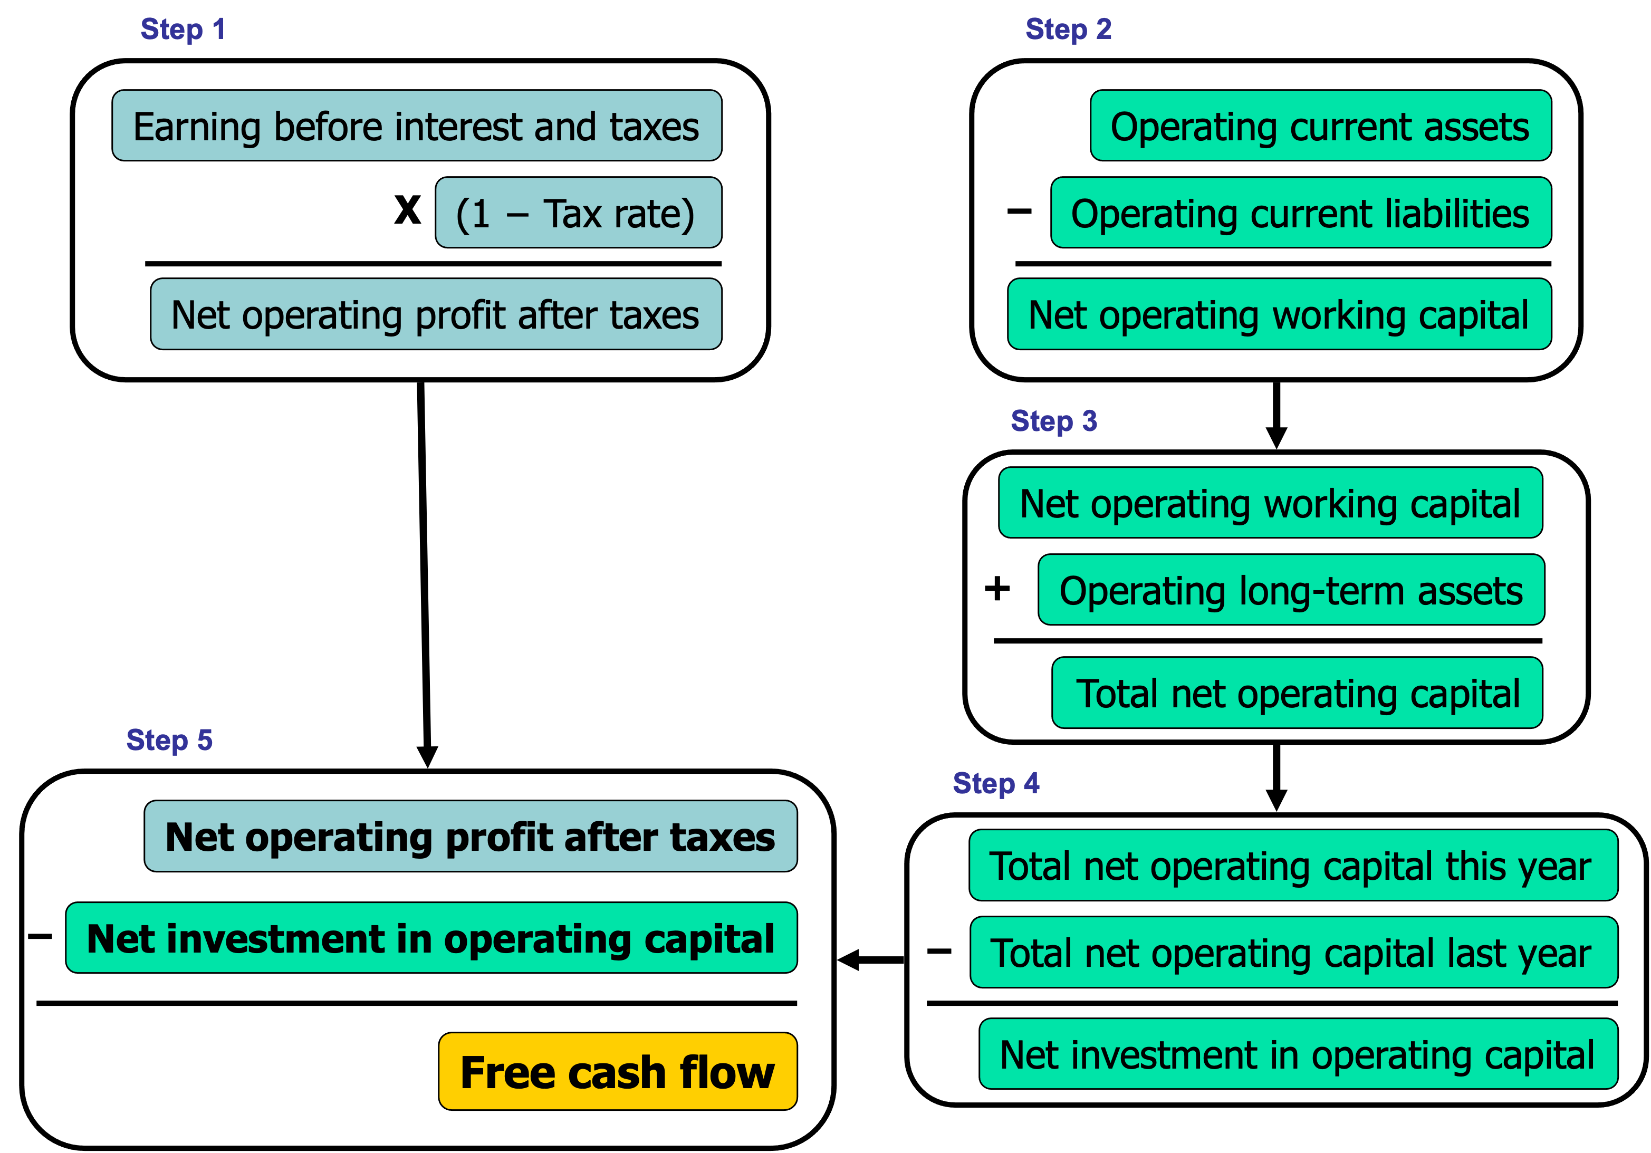 Step 1
Earning before interest and taxes
x (1 – Tax rate)
Net operating profit after taxes
Step 2
Operating current assets
– Operating current liabilities
Net operating working capital
Step 3
Net operating working capital
+ Operating long-term assets
Total net operating capital
Step 4
Total net operating capital this year
– Total net operating capital last year
Net investment in operating capital
Step 5
Net operating profit after taxes
– Net investment in operating capital
Free cash flow